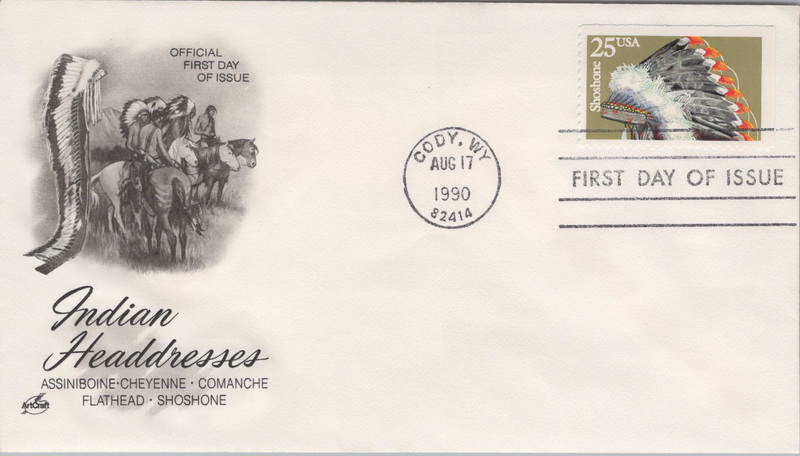 OFFICIAL
FIRST DAY
OF ISSUE
25USA
Shoshone
CODY, WY
AUG 17
1990
82414
FIRST DAY OF ISSUE
Indian
Headdresses
ASSINIBOINE·CHEYENNE · COMANCHE
FLATHEAD · SHOSHONE
ArtCraft